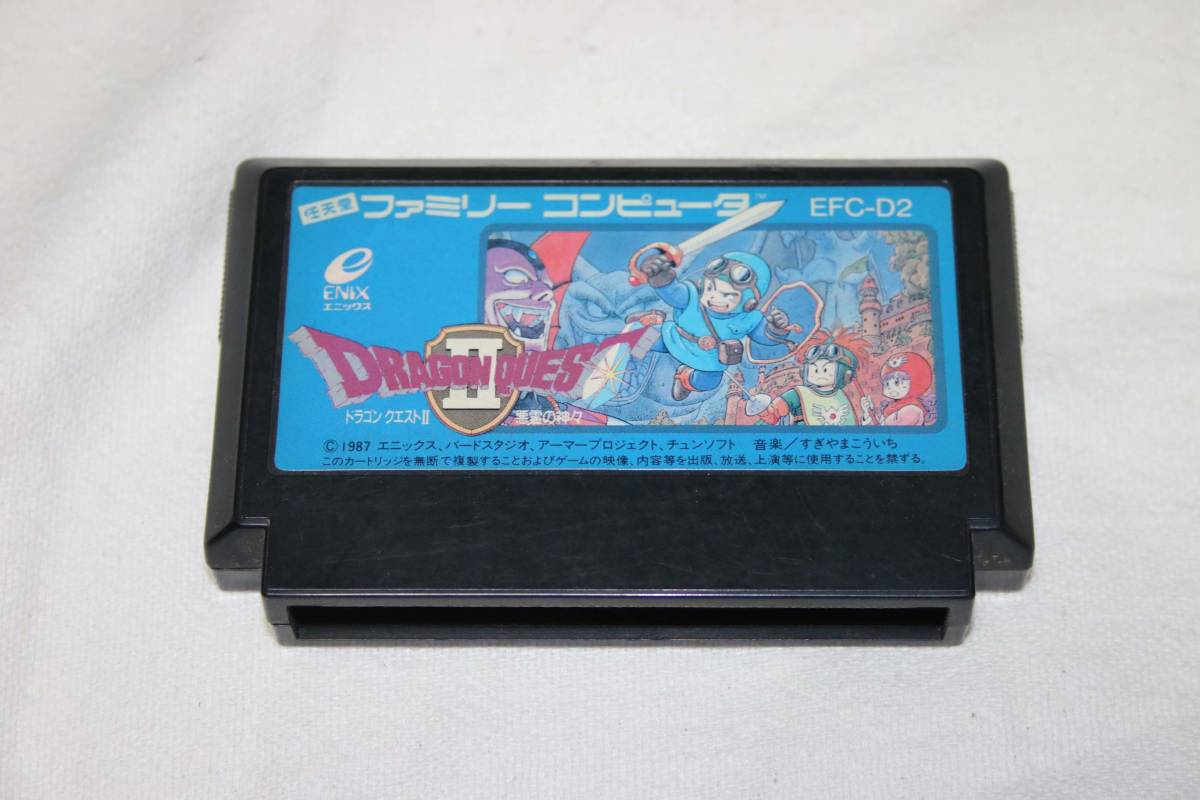 任天堂 ファミリー コンピュータ™ EFC-D2
ENIX
エニックス
DRAGON QUEST
II
ドラゴンクエストII 悪霊の神々
©1987 エニックス、バードスタジオ、アーマープロジェクト、チュンソフト 音楽／すぎやまこういち
このカートリッジを無断で複製することおよびゲームの映像、内容等を出版、放送、上演等に使用することを禁ずる。